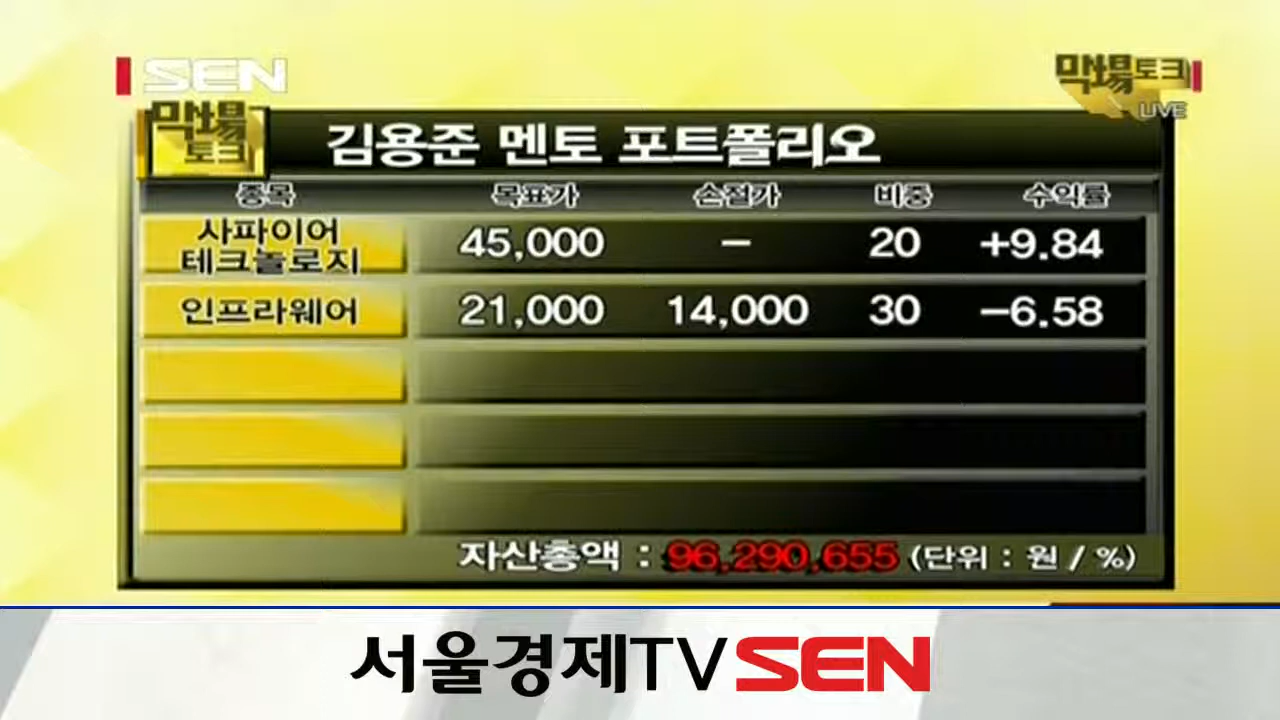 SEN
막場토크
LIVE
막場
토크
김용준 멘토 포트폴리오
종목 목표가 손절가 비중 수익률
사파이어
테크놀로지 45,000 - 20 +9.84
인프라웨어 21,000 14,000 30 -6.58
자산총액 : 96,290,655 (단위 : 원 / %)
서울경제TV SEN